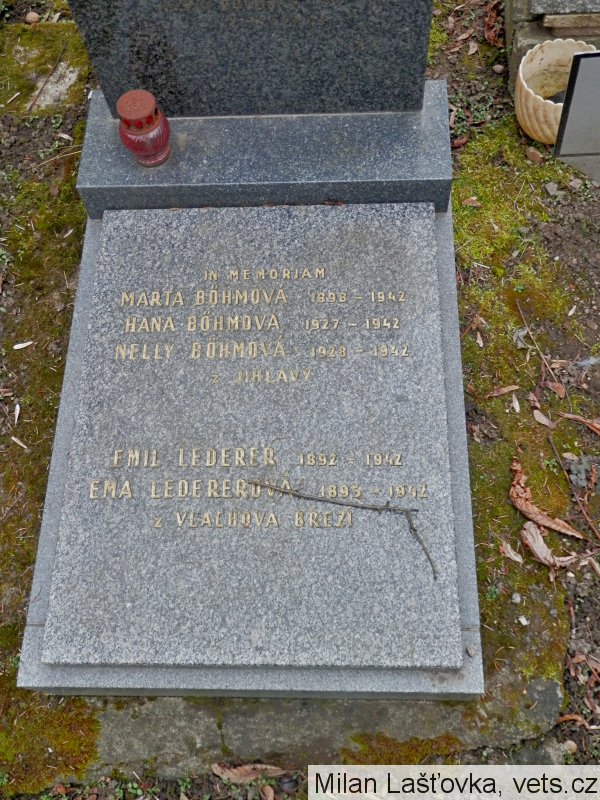 IN MEMORIAM
MARTA BÖHMOVÁ 1898 - 1942
HANA BÖHMOVÁ 1927 - 1942
NELLY BÖHMOVÁ 1928 - 1942
z JIHLAVY
EMIL LEDERER 1892 - 1942
EMA LEDEREROVÁ 1893 - 1942
z VLACHOVA BŘEZÍ
Milan Lašťovka, vets.cz